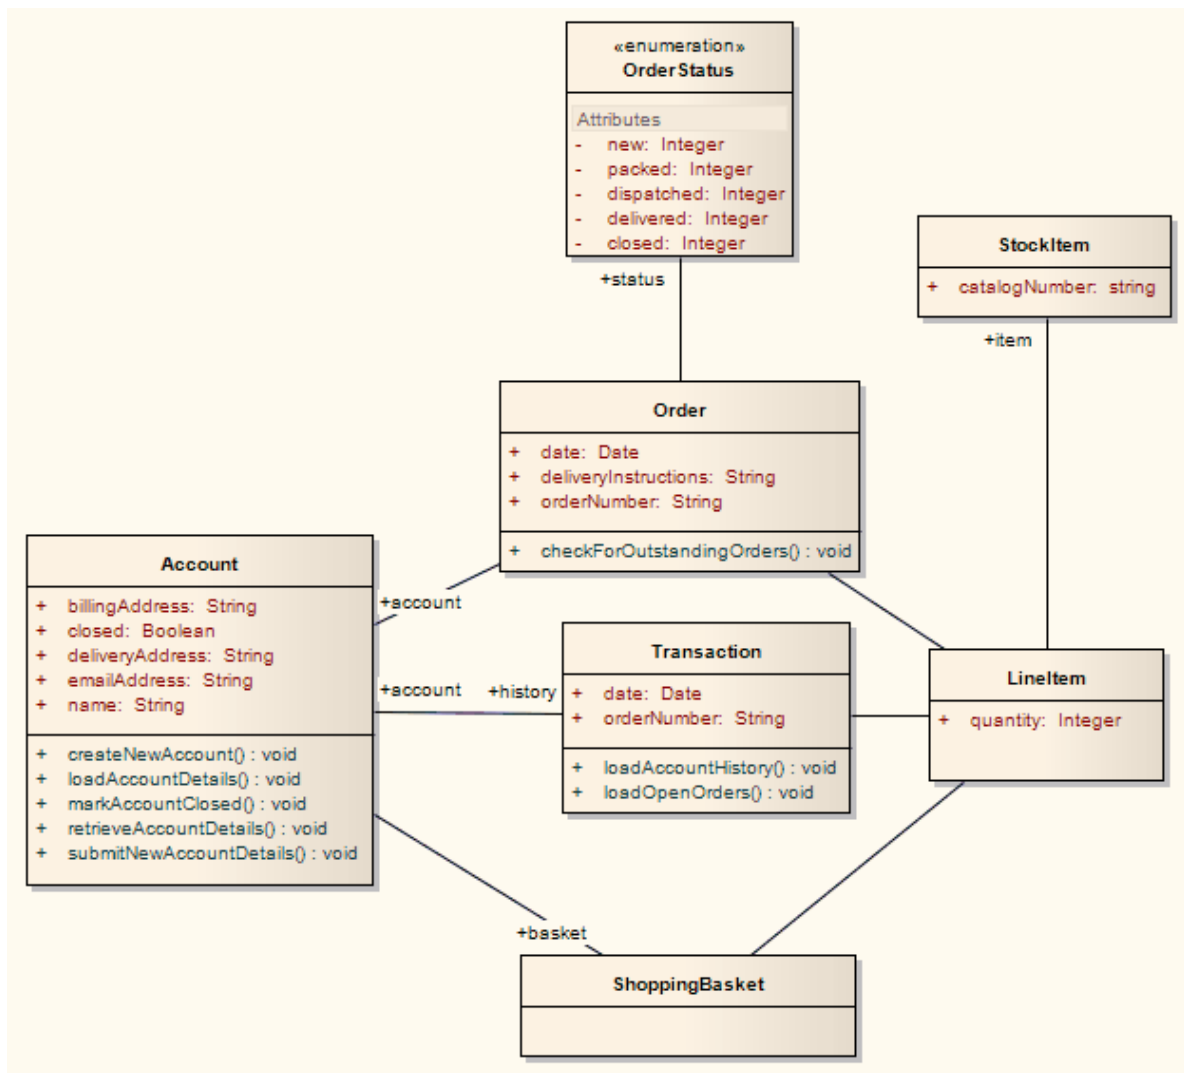 «enumeration»
OrderStatus
Attributes
- new: Integer
- packed: Integer
- dispatched: Integer
- delivered: Integer
- closed: Integer
+status
StockItem
+ catalogNumber: string
+item
Order
+ date: Date
+ deliveryInstructions: String
+ orderNumber: String
+ checkForOutstandingOrders() : void
Account
+ billingAddress: String
+ closed: Boolean
+ deliveryAddress: String
+ emailAddress: String
+ name: String
+ createNewAccount() : void
+ loadAccountDetails() : void
+ markAccountClosed() : void
+ retrieveAccountDetails() : void
+ submitNewAccountDetails() : void
+account
+account
+history
Transaction
+ date: Date
+ orderNumber: String
+ loadAccountHistory() : void
+ loadOpenOrders() : void
LineItem
+ quantity: Integer
+basket
ShoppingBasket